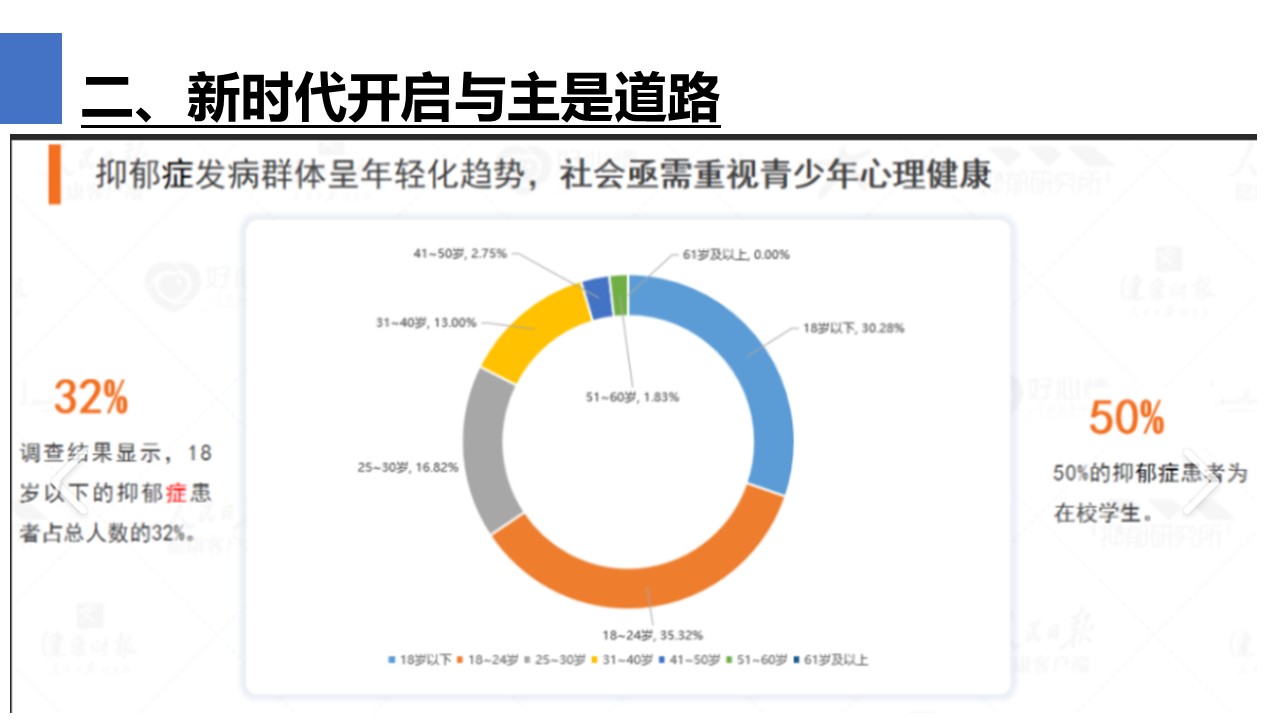 二、新时代开启与主是道路
抑郁症发病群体呈年轻化趋势，社会亟需重视青少年心理健康
41~50岁, 2.75%
61岁及以上, 0.00%
31~40岁, 13.00%
18岁以下, 30.28%
51~60岁, 1.83%
25~30岁, 16.82%
18~24岁, 35.32%
18岁以下 18~24岁 25~30岁 31~40岁 41~50岁 51~60岁 61岁及以上
32%
调查结果显示，18
岁以下的抑郁症患
者占总人数的32%。
50%
50%的抑郁症患者为
在校学生。